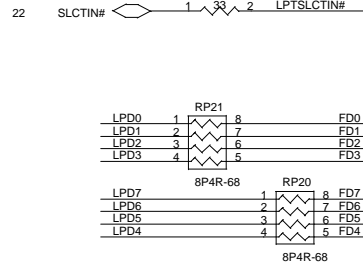 22 SLCTIN# 1 33 2 LPTSLCTIN#
RP21
LPD0 1 8 FD0
LPD1 2 7 FD1
LPD2 3 6 FD2
LPD3 4 5 FD3
8P4R-68
RP20
LPD7 1 8 FD7
LPD6 2 7 FD6
LPD5 3 6 FD5
LPD4 4 5 FD4
8P4R-68